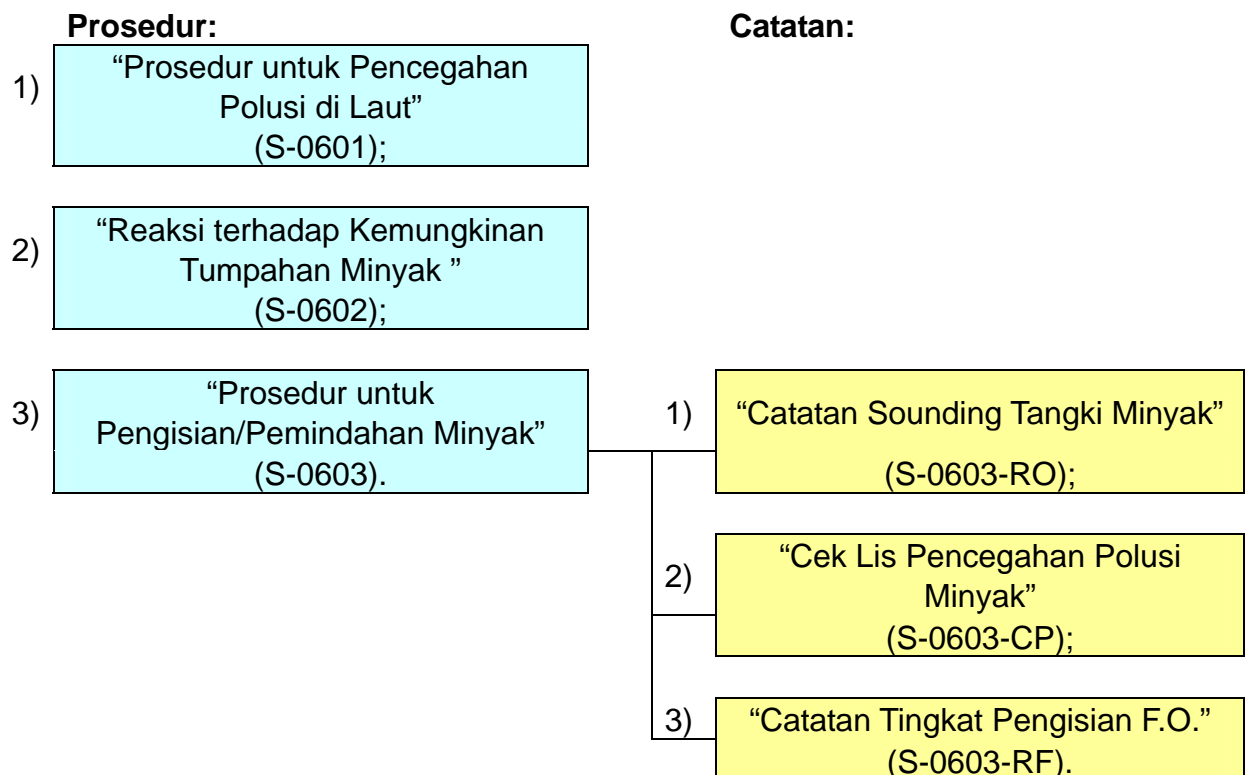 Prosedur:
Catatan:
1)
“Prosedur untuk Pencegahan
Polusi di Laut”
(S-0601);
2)
“Reaksi terhadap Kemungkinan
Tumpahan Minyak ”
(S-0602);
3)
“Prosedur untuk
Pengisian/Pemindahan Minyak”
(S-0603).
1)
“Catatan Sounding Tangki Minyak”
(S-0603-RO);
2)
“Cek Lis Pencegahan Polusi
Minyak”
(S-0603-CP);
3)
“Catatan Tingkat Pengisian F.O.”
(S-0603-RF).